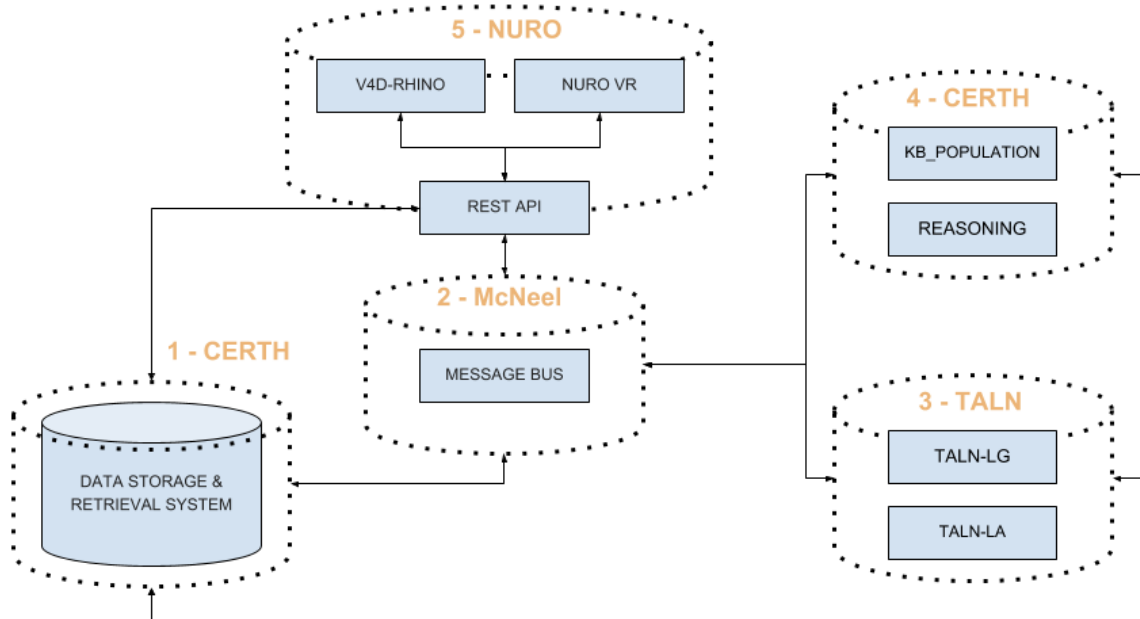 5 - NURO
V4D-RHINO
NURO VR
REST API
4 - CERTH
KB_POPULATION
REASONING
2 - McNeel
MESSAGE BUS
1 - CERTH
DATA STORAGE &
RETRIEVAL SYSTEM
3 - TALN
TALN-LG
TALN-LA